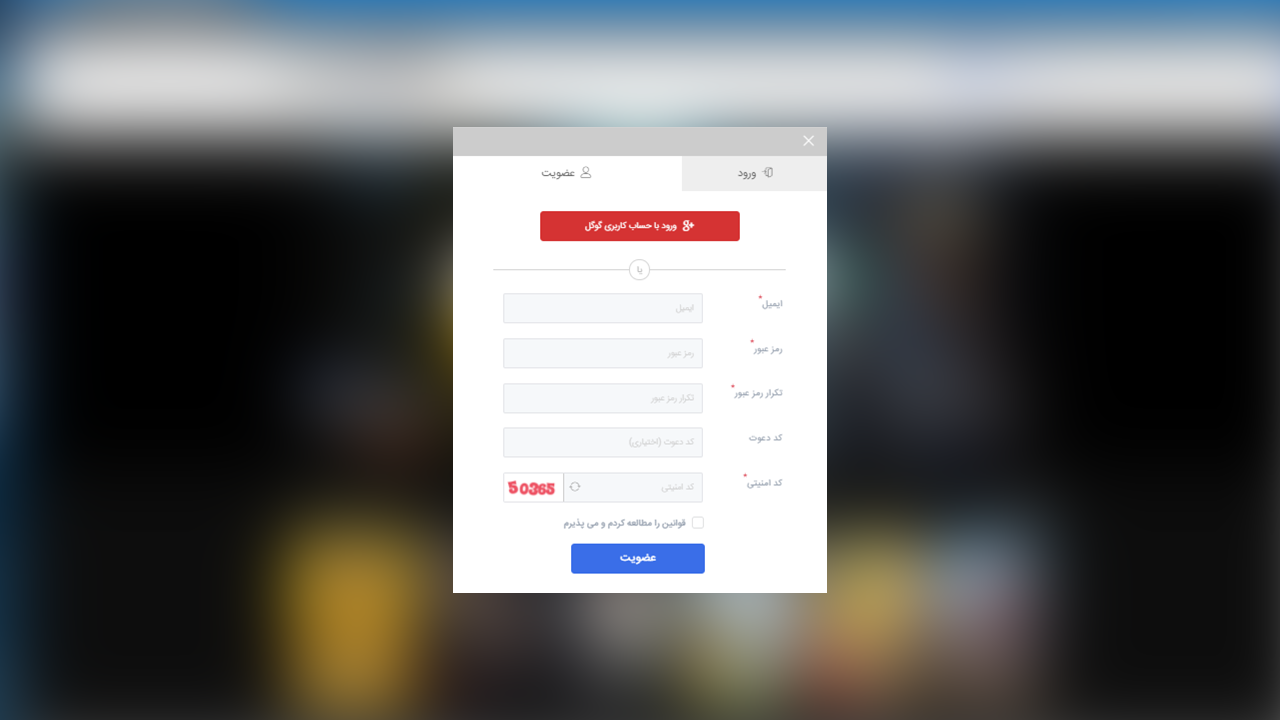 ورود
عضویت
ورود با حساب کاربری گوگل
یا
ایمیل*
ایمیل
رمز عبور*
رمز عبور
تکرار رمز عبور*
تکرار رمز عبور
کد دعوت
کد دعوت (اختیاری)
کد امنیتی*
کد امنیتی
50365
قوانین را مطالعه کردم و می پذیرم
عضویت